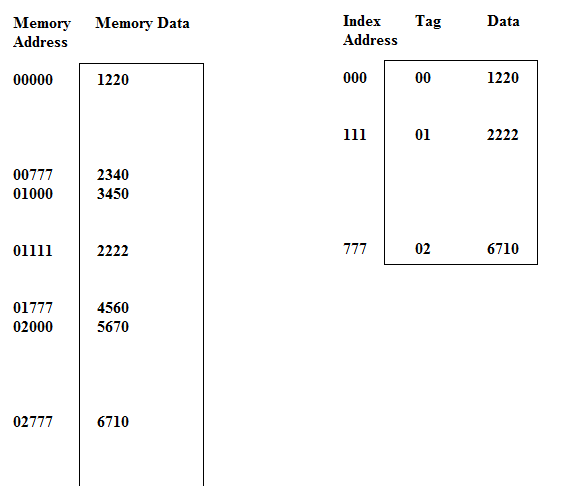 Memory Address Memory Data
00000 1220
00777 2340
01000 3450
01111 2222
01777 4560
02000 5670
02777 6710
Index Address Tag Data
000 00 1220
111 01 2222
777 02 6710